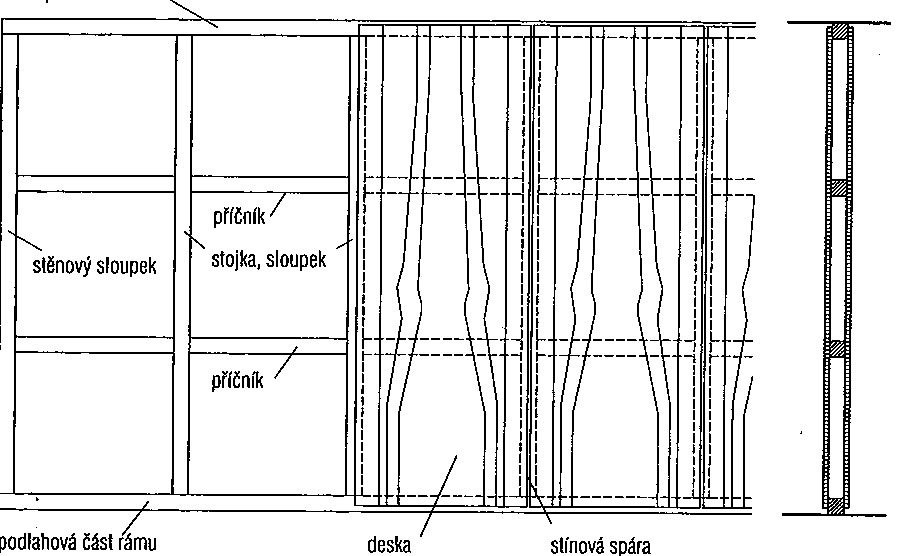 příčník
stěnový sloupek
stojka, sloupek
příčník
podlahová část rámu
deska
stínová spára